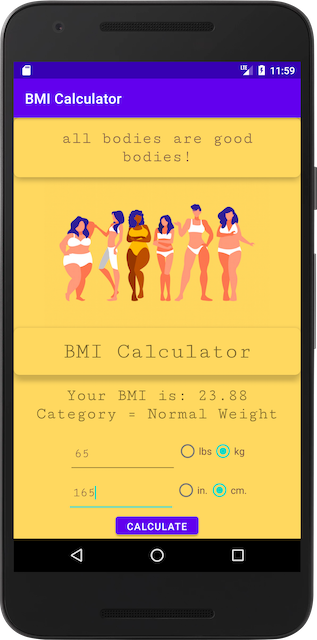 LTE 11:59
BMI Calculator
all bodies are good
bodies!
BMI Calculator
Your BMI is: 23.88
Category = Normal Weight
65 lbs kg
165 in. cm.
CALCULATE